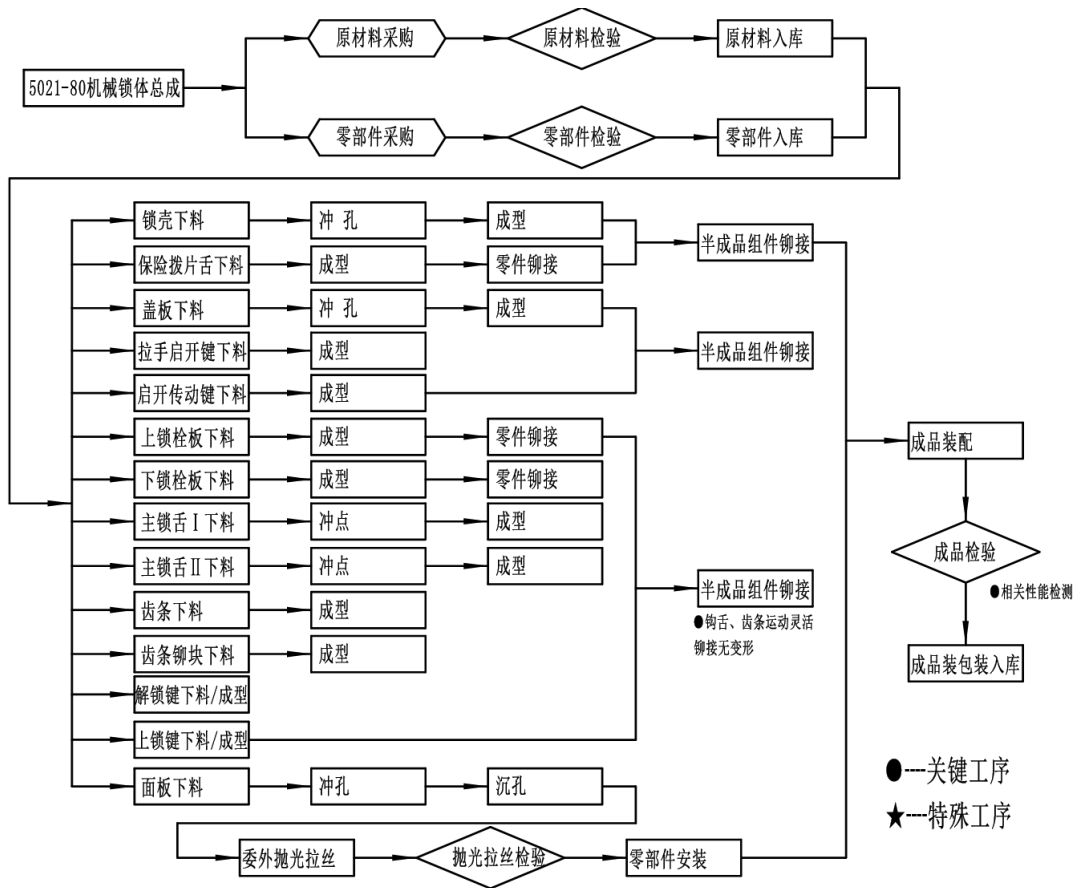 原材料采购
原材料检验
原材料入库
5021-80机械锁体总成
零部件采购
零部件检验
零部件入库
锁壳下料
冲 孔
成型
半成品组件铆接
保险拨片舌下料
成型
零件铆接
盖板下料
冲 孔
成型
拉手启开键下料
成型
半成品组件铆接
启开传动键下料
成型
上锁栓板下料
成型
零件铆接
成品装配
下锁栓板下料
成型
零件铆接
主锁舌Ⅰ下料
冲点
成型
成品检验
主锁舌Ⅱ下料
冲点
成型
●相关性能检测
齿条下料
成型
半成品组件铆接
●钩舌、齿条运动灵活
铆接无变形
齿条铆块下料
成型
成品装包装入库
解锁键下料/成型
上锁键下料/成型
面板下料
冲孔
沉孔
●---关键工序
★---特殊工序
委外抛光拉丝
抛光拉丝检验
零部件安装